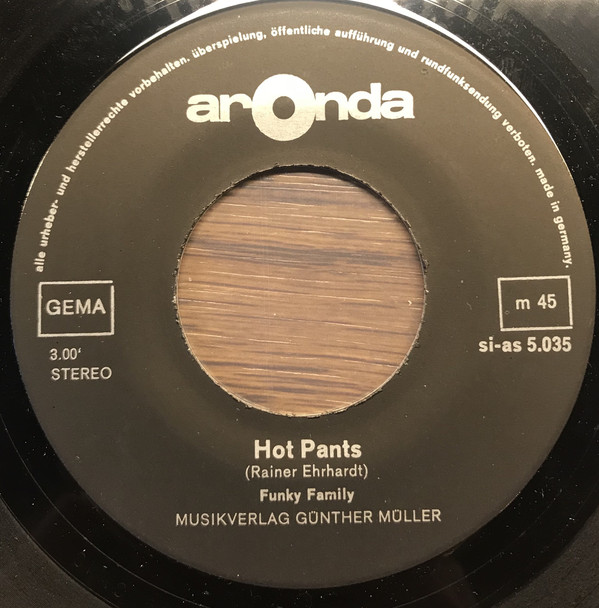 alle urheber- und herstellerrechte vorbehalten. überspielung, öffentliche aufführung und rundfunksendung verboten. made in germany.
aronda
GEMA
m 45
3.00'
STEREO
si-as 5.035
Hot Pants
(Rainer Ehrhardt)
Funky Family
MUSIKVERLAG GÜNTHER MÜLLER